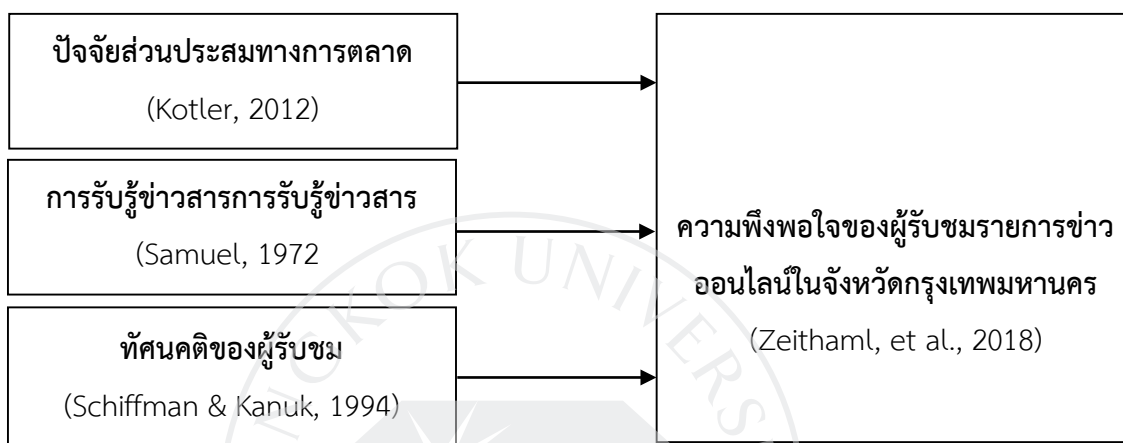 ปัจจัยส่วนประสมทางการตลาด
(Kotler, 2012)
การรับรู้ข่าวสารการรับรู้ข่าวสาร
(Samuel, 1972
ทัศนคติของผู้รับชม
(Schiffman & Kanuk, 1994)
ความพึงพอใจของผู้รับชมรายการข่าว
ออนไลน์ในจังหวัดกรุงเทพมหานคร
(Zeithaml, et al., 2018)
NGKOK UNIVERS